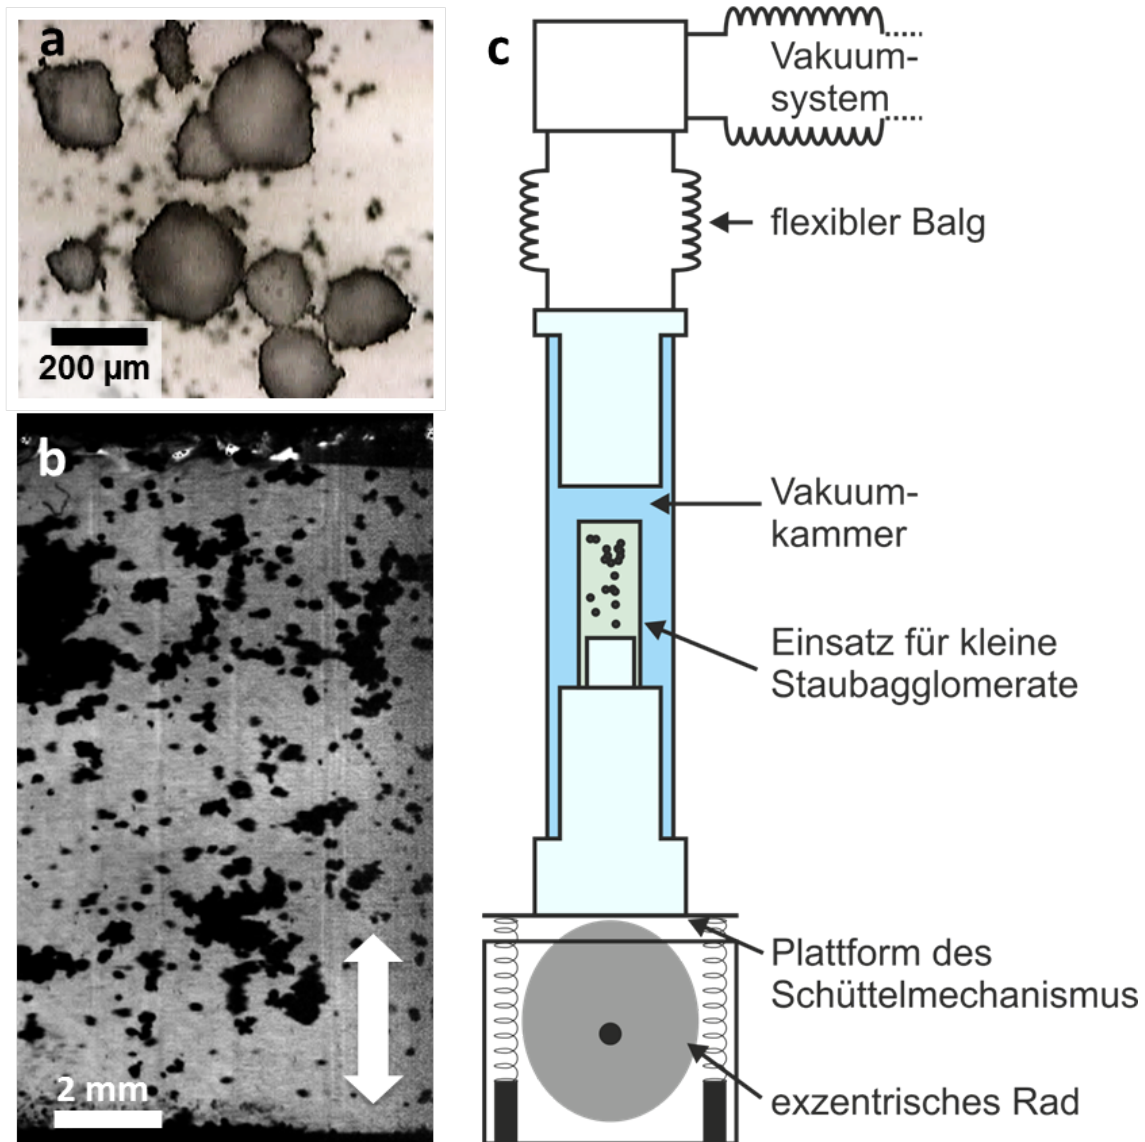 a
200 µm
b
2 mm
c
Vakuum-
system
flexibler Balg
Vakuum-
kammer
Einsatz für kleine
Staubagglomerate
Plattform des
Schüttelmechanismus
exzentrisches Rad